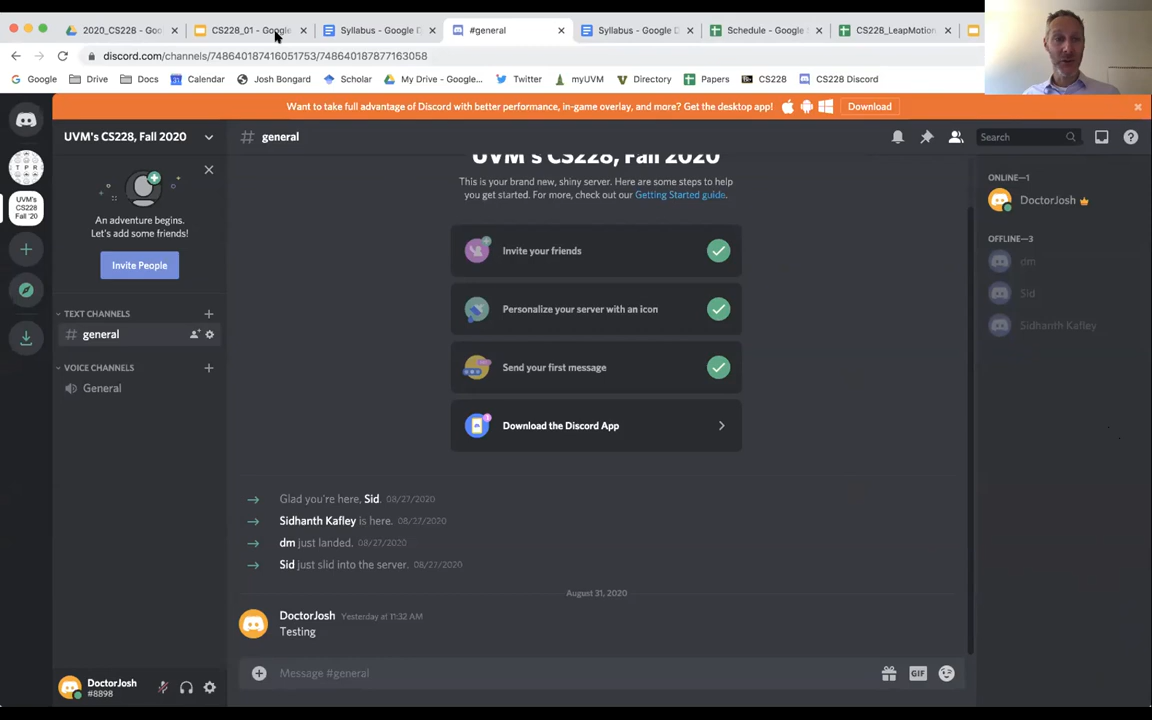 2020_CS228 - Goo
CS228_01 - Google
Syllabus - Google D
#general
Syllabus - Google D
Schedule - Google
CS228_LeapMotion
discord.com/channels/748640187416051753/748640187877163058
Google
Drive
Docs
Calendar
Josh Bongard
Scholar
My Drive - Google...
Twitter
myUVM
Directory
Papers
CS228
CS228 Discord
Want to take full advantage of Discord with better performance, in-game overlay, and more? Get the desktop app!
Download
UVM's CS228, Fall 2020
# general
Search
T P R
UVM's
CS228
Fall '20
An adventure begins.
Let's add some friends!
Invite People
TEXT CHANNELS
# general
VOICE CHANNELS
General
UVM's CS228, Fall 2020
This is your brand new, shiny server. Here are some steps to
help you get started. For more, check out our Getting Started guide.
Invite your friends
Personalize your server with an icon
Send your first message
Download the Discord App
Glad you're here, Sid. 08/27/2020
Sidhanth Kafley is here. 08/27/2020
dm just landed. 08/27/2020
Sid just slid into the server. 08/27/2020
August 31, 2020
DoctorJosh Yesterday at 11:32 AM
Testing
Message #general
GIF
ONLINE—1
DoctorJosh
OFFLINE—3
dm
Sid
Sidhanth Kafley
DoctorJosh
#8898